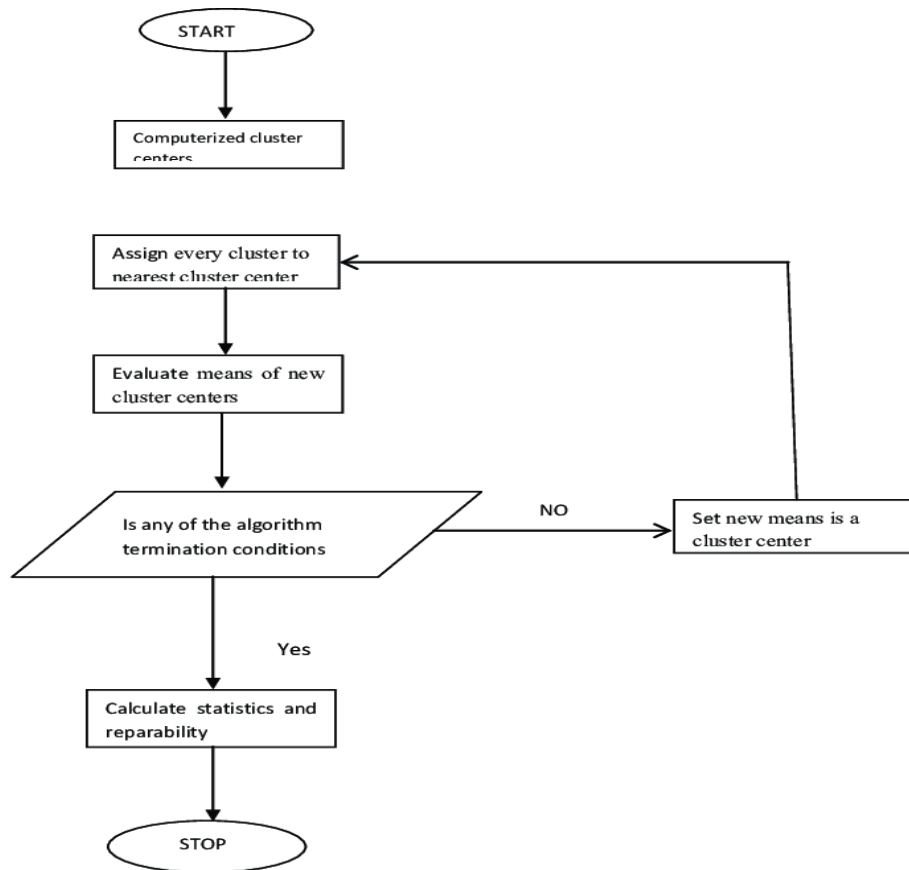 START
Computerized cluster
centers
Assign every cluster to
nearest cluster center
Evaluate means of new
cluster centers
Is any of the algorithm
termination conditions
NO
Set new means is a
cluster center
Yes
Calculate statistics and
reparability
STOP